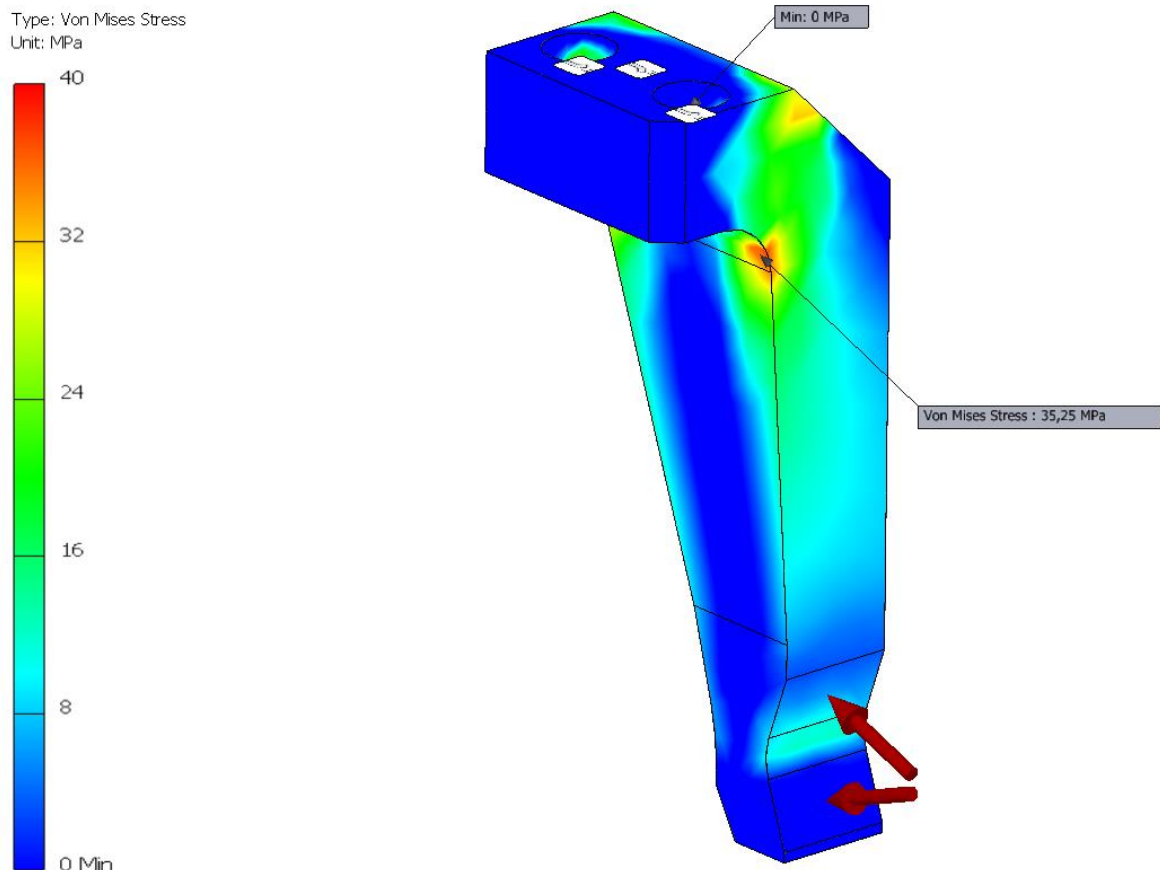 Type: Von Mises Stress
Unit: MPa
40
32
24
16
8
0 Min
Min: 0 MPa
Von Mises Stress : 35,25 MPa